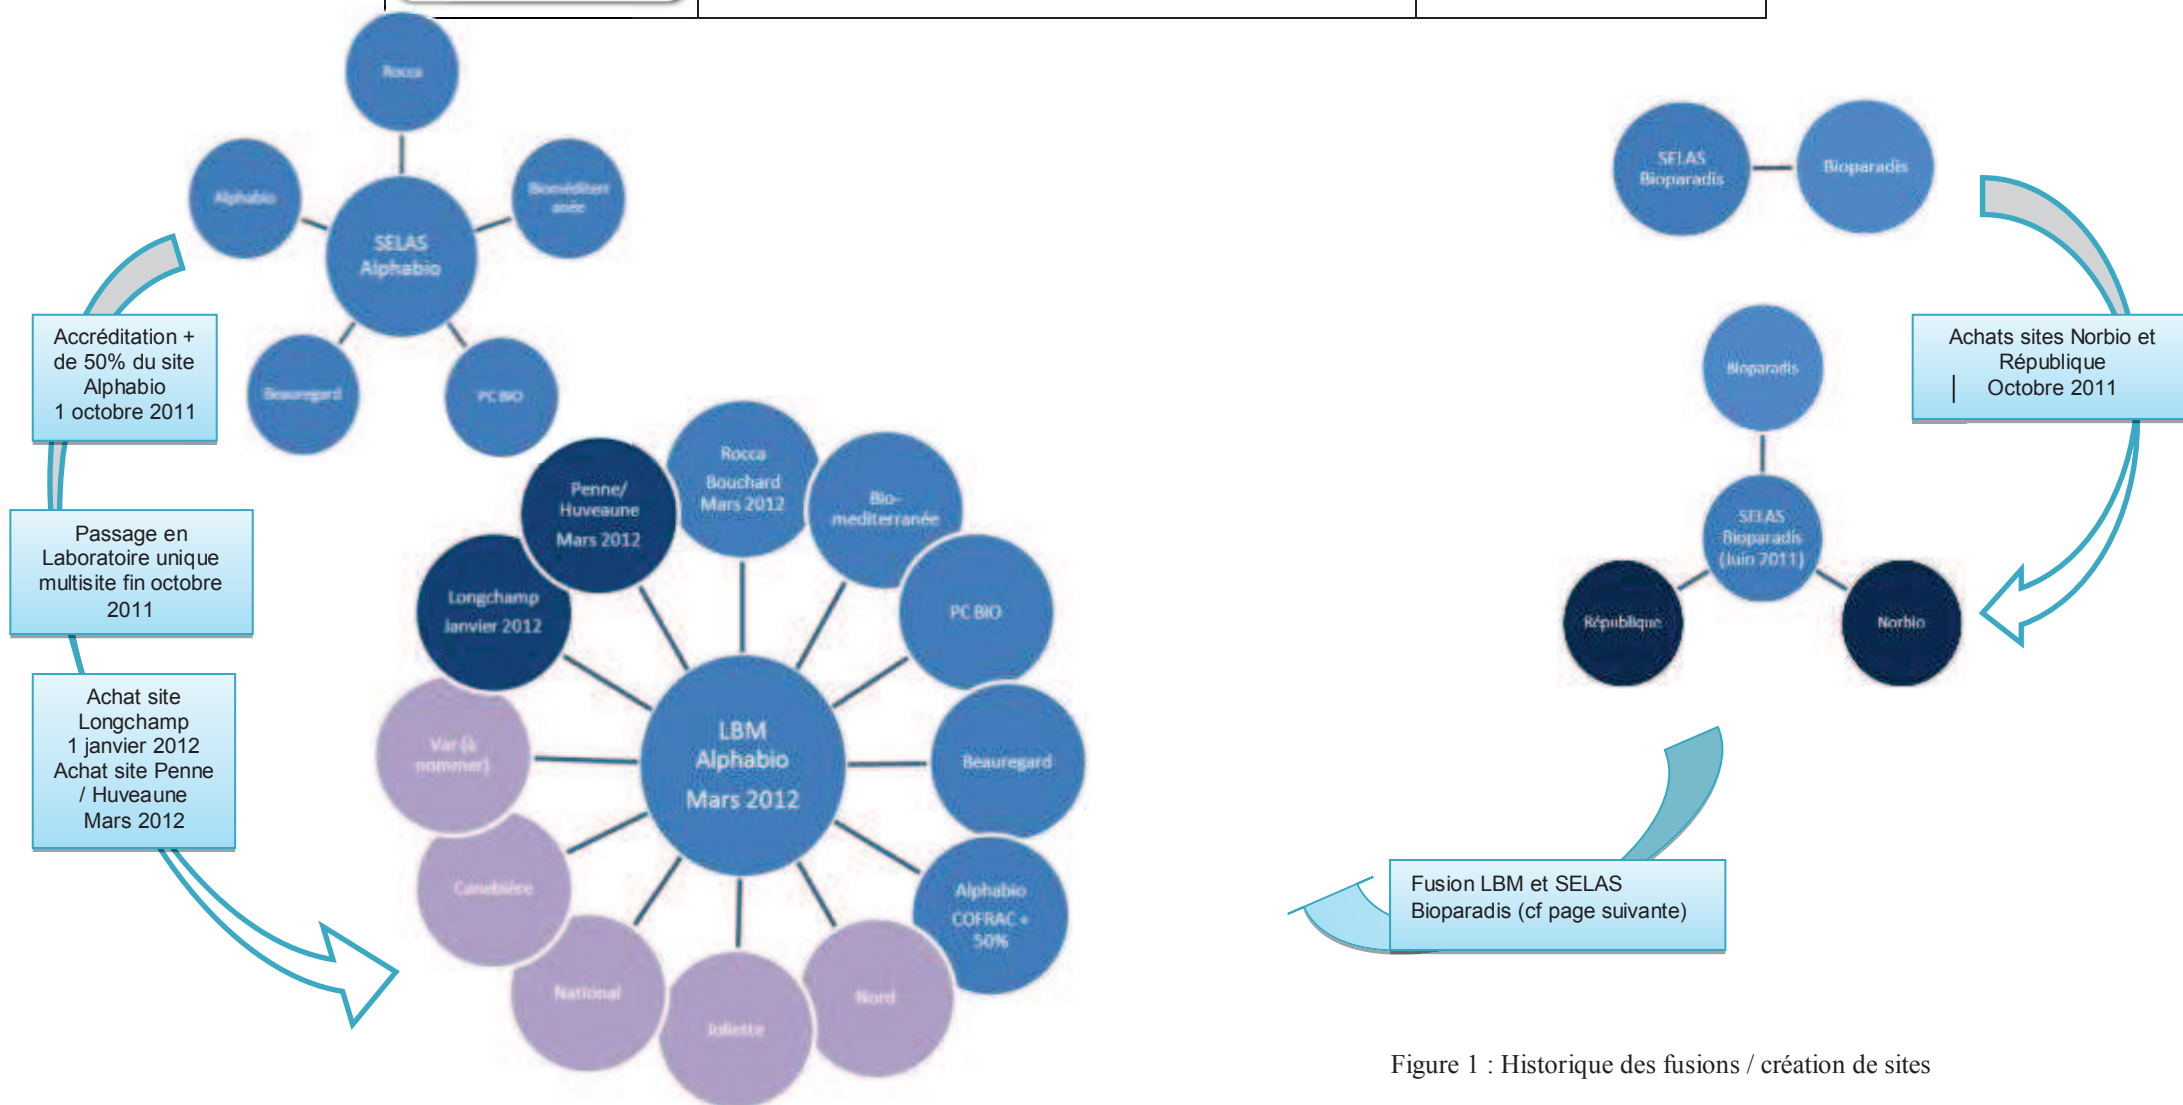 Rocca
Alphabio
Bioméditerr
anée
SELAS
Alphabio
Beauregard
PC BIO
Accréditation +
de 50% du site
Alphabio
1 octobre 2011
Passage en
Laboratoire unique
multisite fin octobre
2011
Achat site
Longchamp
1 janvier 2012
Achat site Penne
/ Huveaune
Mars 2012
Rocca
Bouchard
Mars 2012
Bio-
mediterranée
PC BIO
Beauregard
Alphabio
COFRAC +
50%
Nord
Joliette
National
Canebière
Var (à
nommer)
Longchamp
Janvier 2012
Penne/
Huveaune
Mars 2012
LBM
Alphabio
Mars 2012
SELAS
Bioparadis
Bioparadis
Achats sites Norbio et
République
Octobre 2011
Bioparadis
SELAS
Bioparadis
(Juin 2011)
République
Norbio
Fusion LBM et SELAS
Bioparadis (cf page suivante)
Figure 1 : Historique des fusions / création de sites